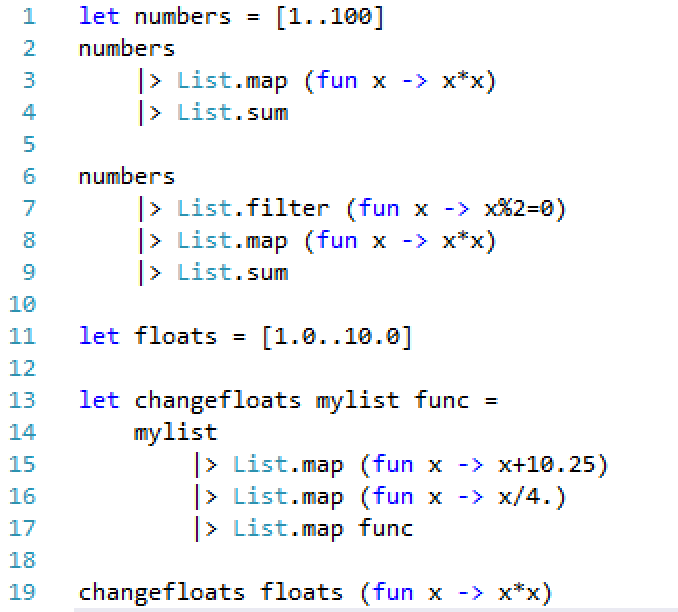 1 let numbers = [1..100]
2 numbers
3     |> List.map (fun x -> x*x)
4     |> List.sum
5
6 numbers
7     |> List.filter (fun x -> x%2=0)
8     |> List.map (fun x -> x*x)
9     |> List.sum
10
11 let floats = [1.0..10.0]
12
13 let changefloats mylist func =
14     mylist
15         |> List.map (fun x -> x+10.25)
16         |> List.map (fun x -> x/4.)
17         |> List.map func
18
19 changefloats floats (fun x -> x*x)